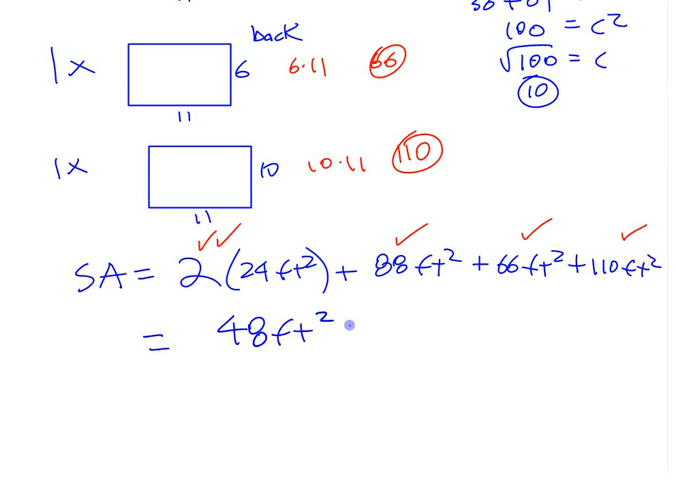 back
1x 6 6·11 66
11
100 = c²
√100 = c
10
1x 10 10·11 110
11
SA = 2(24ft²) + 88ft² + 66ft² + 110ft²
= 48ft²